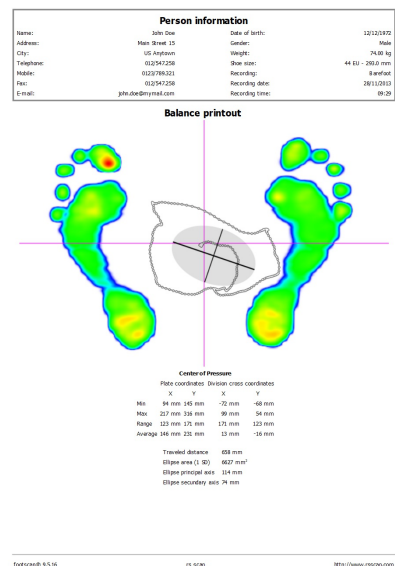 Person information
Name: John Doe Date of birth: 12/12/1972
Address: Main Street 15 Gender: Male
City: US Anytown Weight: 74.00 kg
Telephone: 012/547.258 Shoe size: 44 EU - 293.0 mm
Mobile: 0123/789.321 Recording: Barefoot
Fax: 012/547.258 Recording date: 28/11/2013
E-mail: john.doe@mymail.com Recording time: 09:29
Balance printout
Center of Pressure
Plate coordinates Division cross coordinates
X Y X Y
Min 94 mm 145 mm -72 mm -68 mm
Max 217 mm 316 mm 99 mm 54 mm
Range 123 mm 171 mm 171 mm 123 mm
Average 146 mm 231 mm 13 mm -16 mm
Traveled distance 658 mm
Ellipse area (1 SD) 6627 mm²
Ellipse principal axis 114 mm
Ellipse secundary axis 74 mm
footscan® 9.5.16 rs scan http://www.rsscan.com